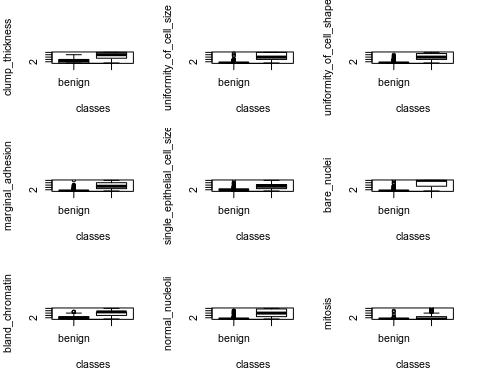 clump_thickness
2
benign
classes
uniformity_of_cell_size
2
benign
classes
uniformity_of_cell_shape
2
benign
classes
marginal_adhesion
2
benign
classes
single_epithelial_cell_size
2
benign
classes
bare_nuclei
2
benign
classes
bland_chromatin
2
benign
classes
normal_nucleoli
2
benign
classes
mitosis
2
benign
classes